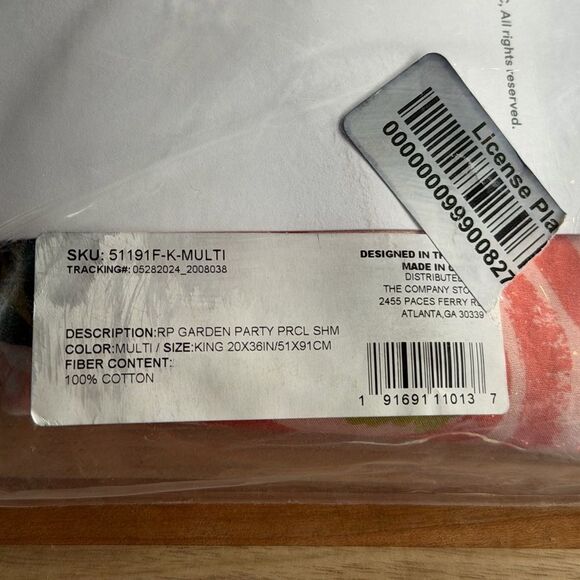 C, All rights reserved.
License Pla
00000009990082
SKU: 51191F-K-MULTI
TRACKING#: 05282024_2008038
DESCRIPTION:RP GARDEN PARTY PRCL SHM
COLOR:MULTI / SIZE:KING 20X36IN/51X91CM
FIBER CONTENT:
100% COTTON
DESIGNED IN TH
MADE IN
DISTRIBUTED
THE COMPANY STO
2455 PACES FERRY R
ATLANTA,GA 30339
1 91691 11013 7